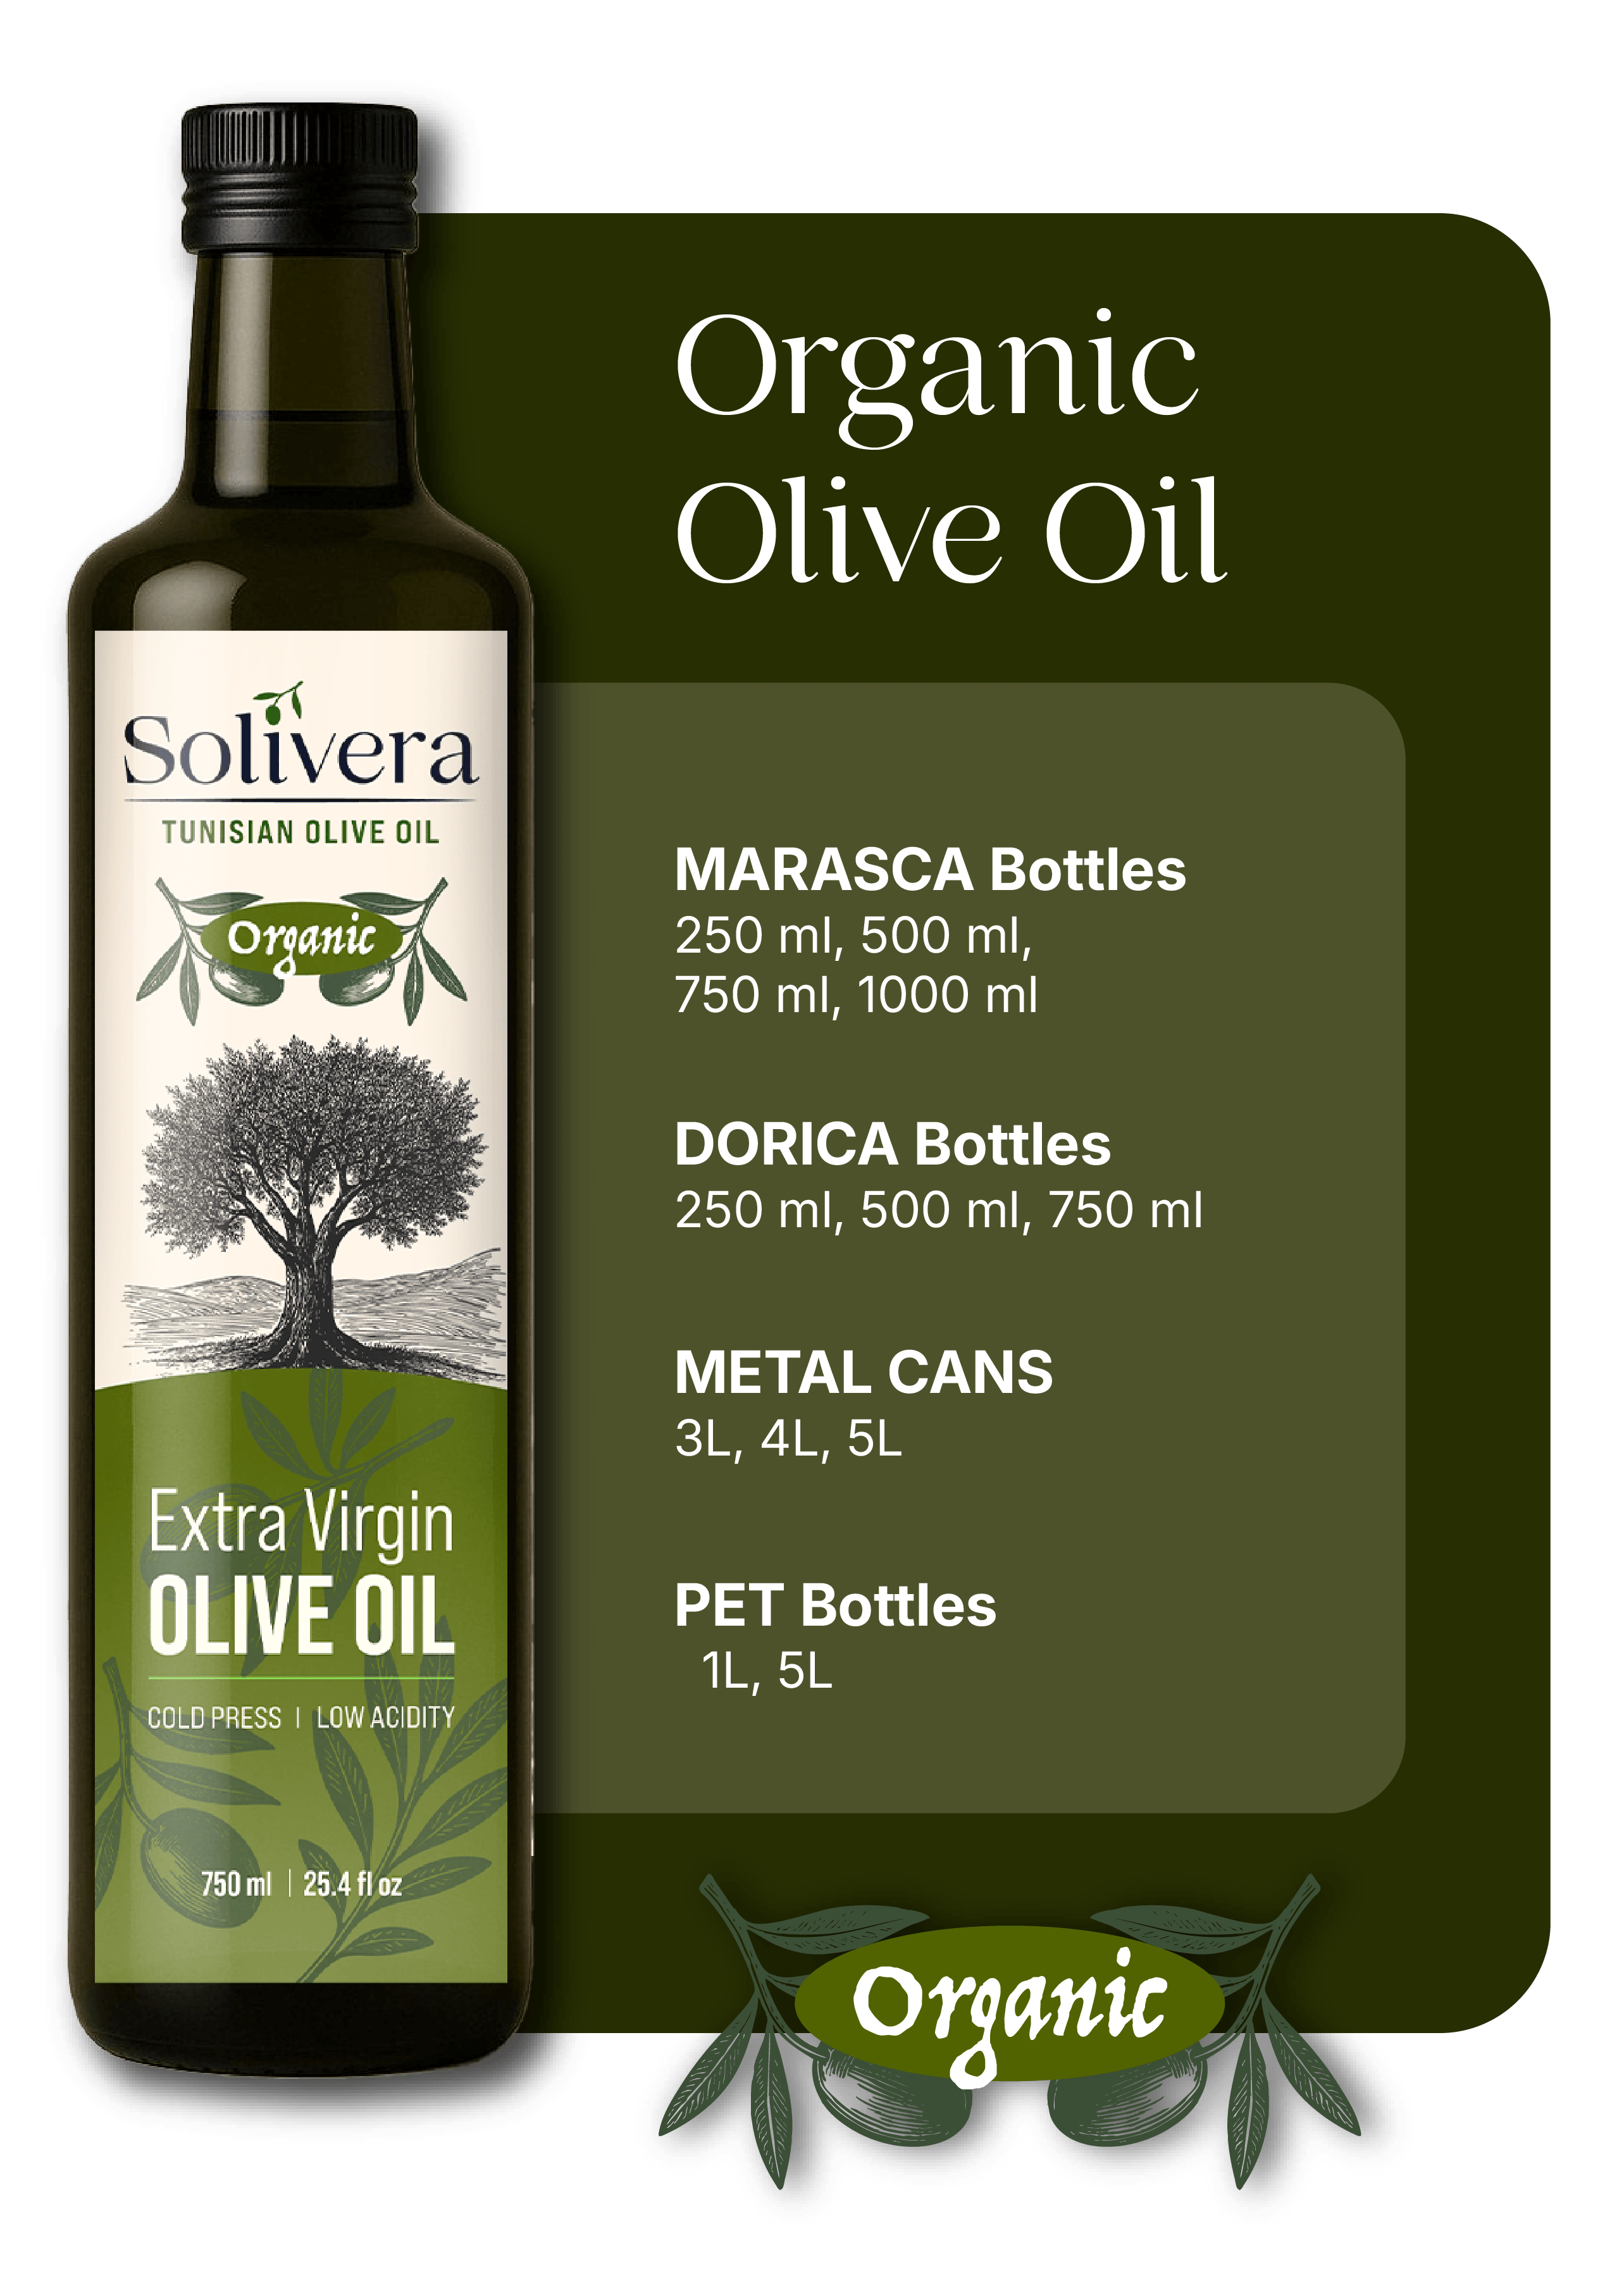 Organic
Olive Oil
Solivera
TUNISIAN OLIVE OIL
Organic
Extra Virgin
OLIVE OIL
COLD PRESS | LOW ACIDITY
750 ml | 25.4 fl oz
MARASCA Bottles
250 ml, 500 ml,
750 ml, 1000 ml
DORICA Bottles
250 ml, 500 ml, 750 ml
METAL CANS
3L, 4L, 5L
PET Bottles
1L, 5L
Organic